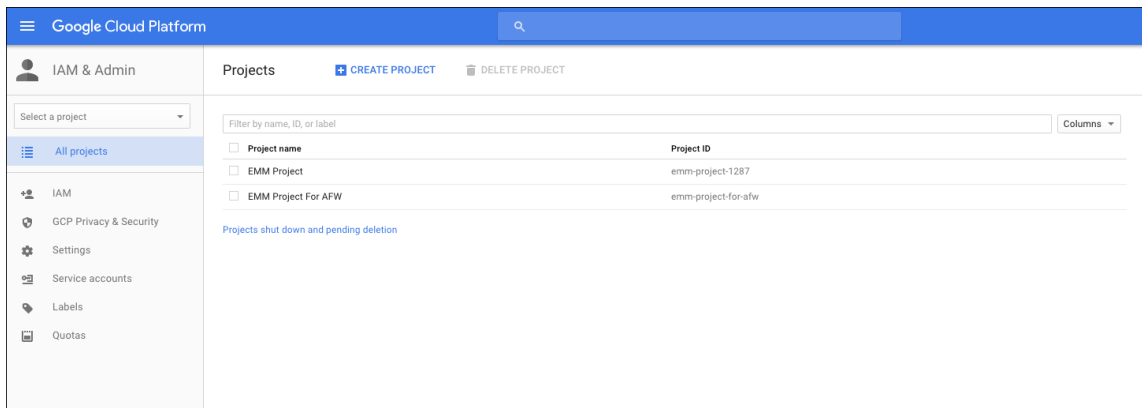 Google Cloud Platform
IAM & Admin
Projects
CREATE PROJECT
DELETE PROJECT
Select a project
Filter by name, ID, or label
Columns
All projects
Project name
Project ID
EMM Project
emm-project-1287
EMM Project For AFW
emm-project-for-afw
Projects shut down and pending deletion
IAM
GCP Privacy & Security
Settings
Service accounts
Labels
Quotas